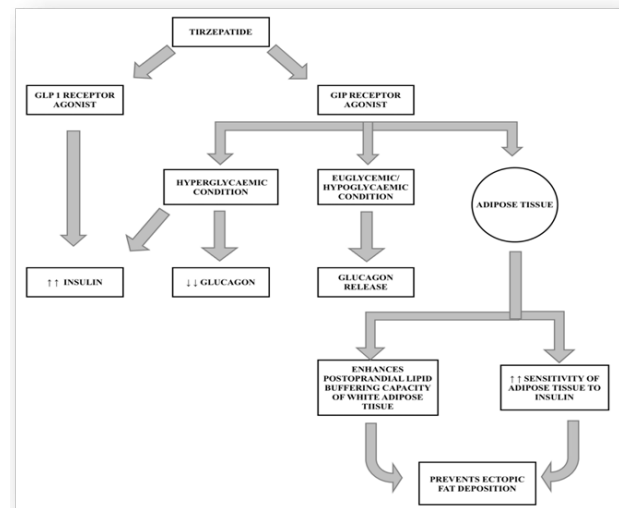 TIRZEPATIDE
GLP 1 RECEPTOR
AGONIST
GIP RECEPTOR
AGONIST
HYPERGLYCAEMIC
CONDITION
EUGLYCEMIC/
HYPOGLYCAEMIC
CONDITION
ADIPOSE TISSUE
↑↑ INSULIN
↓↓ GLUCAGON
GLUCAGON
RELEASE
ENHANCES
POSTOPRANDIAL LIPID
BUFFERING CAPACITY
OF WHITE ADIPOSE
TIISUE
↑↑ SENSITIVITY OF
ADIPOSE TISSUE TO
INSULIN
PREVENTS ECTOPIC
FAT DEPOSITION